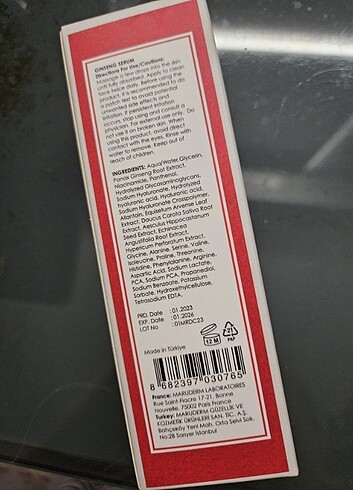 GINSENG SERUM
Directions For Use/Cautions:
Massage a few drops into the skin
until fully absorbed. Apply to clean
face twice daily. Before using the
product, it is recommended to do
a patch test to avoid potential
unwanted side effects and
irritation. If persistent irritation
occurs, stop using and consult a
physician. For external use only. Do
not use it on broken skin. When
using this product, avoid direct
contact with the eyes. Rinse with
water to remove. Keep out of
reach of children.
INGREDIENTS: Aqua/Water, Glycerin,
Panax Ginseng Root Extract,
Niacinamide, Panthenol,
Hydrolyzed Glycosaminoglycans,
Sodium Hyaluronate, Hydrolyzed
hyaluronic acid, Hyaluronic acid,
Sodium Hyaluronate Crosspolymer,
Allantoin, Equisetum Arvense Leaf
Extract, Daucus Carota Sativa Root
Extract, Aesculus Hippocastanum
Seed Extract, Echinacea
Angustifolia Root Extract,
Hypericum Perforatum Extract,
Glycine, Alanine, Serine, Valine,
Isoleucine, Proline, Threonine,
Histidine, Phenylalanine, Arginine,
Aspartic Acid, Sodium Lactate,
PCA, Sodium PCA, Propanediol,
Sodium Benzoate, Potassium
Sorbate, Hydroxyethylcellulose,
Tetrasodium EDTA.
PRD. Date : 01.2023
EXP. Date : 01.2026
LOT No : 01MRDC23
12 M
21
PAP
Made in Türkiye
8 682397 030765
France: MARUDERM LABORATOIRES
Rue Saint-Fiacre 17-21, Bonne
Nouvelle, 75002 Paris France
Turkey: MARUDERM GÜZELLİK VE
KOZMETİK ÜRÜNLERİ SAN. TİC. A.Ş.
Bahçeköy Yeni Mah. Orta Selvi Sok.
No:28 Sarıyer İstanbul